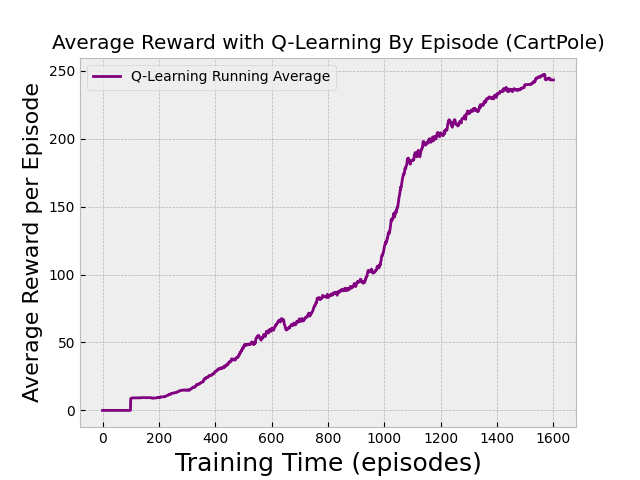 Average Reward with Q-Learning By Episode (CartPole)
Q-Learning Running Average
Average Reward per Episode
250
200
150
100
50
0
0 200 400 600 800 1000 1200 1400 1600
Training Time (episodes)